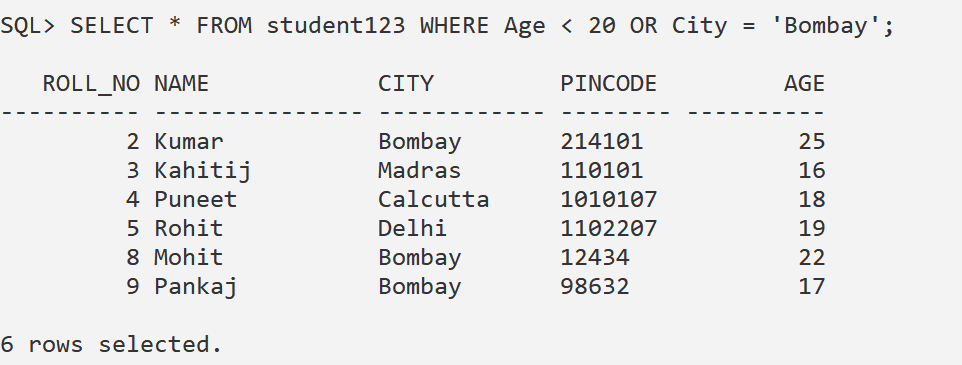 SQL> SELECT * FROM student123 WHERE Age < 20 OR City = 'Bombay';
   ROLL_NO NAME            CITY         PINCODE         AGE
---------- --------------- ------------ -------- ----------
         2 Kumar           Bombay       214101           25
         3 Kahitij         Madras       110101           16
         4 Puneet          Calcutta     1010107          18
         5 Rohit           Delhi        1102207          19
         8 Mohit           Bombay       12434            22
         9 Pankaj          Bombay       98632            17
6 rows selected.